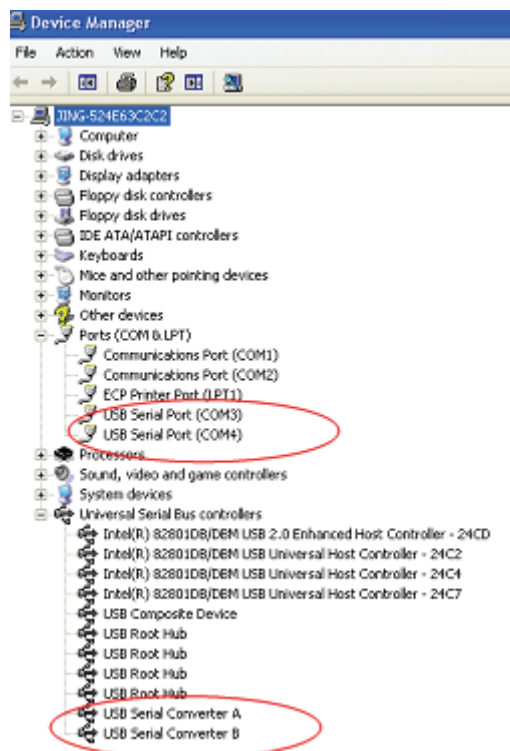 Device Manager
File Action View Help
JING-524E63C2C2
Computer
Disk drives
Display adapters
Floppy disk controllers
Floppy disk drives
IDE ATA/ATAPI controllers
Keyboards
Mice and other pointing devices
Monitors
Other devices
Ports (COM & LPT)
Communications Port (COM1)
Communications Port (COM2)
ECP Printer Port (LPT1)
USB Serial Port (COM3)
USB Serial Port (COM4)
Processors
Sound, video and game controllers
System devices
Universal Serial Bus controllers
Intel(R) 82801DB/DBM USB 2.0 Enhanced Host Controller - 24CD
Intel(R) 82801DB/DBM USB Universal Host Controller - 24C2
Intel(R) 82801DB/DBM USB Universal Host Controller - 24C4
Intel(R) 82801DB/DBM USB Universal Host Controller - 24C7
USB Composite Device
USB Root Hub
USB Root Hub
USB Root Hub
USB Root Hub
USB Serial Converter A
USB Serial Converter B